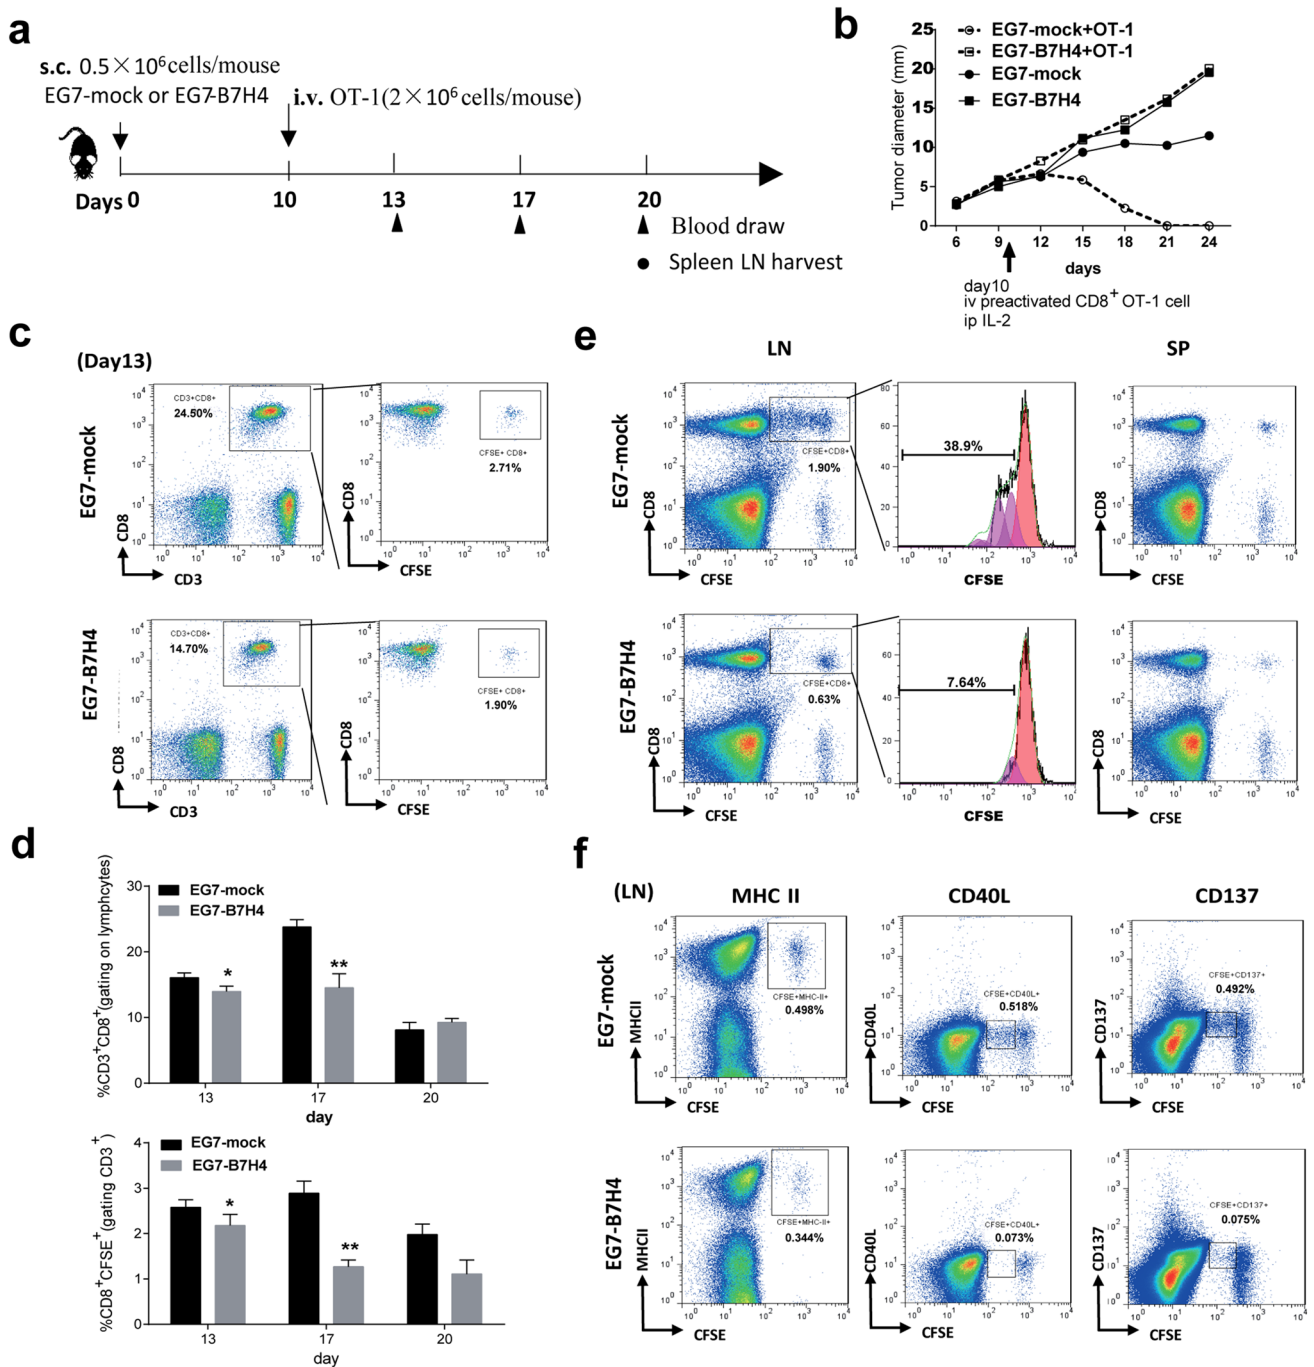 a
s.c. 0.5×10⁶cells/mouse
EG7-mock or EG7-B7H4
i.v. OT-1(2×10⁶cells/mouse)
Days 0 10 13 17 20
Blood draw
Spleen LN harvest
b
EG7-mock+OT-1
EG7-B7H4+OT-1
EG7-mock
EG7-B7H4
Tumor diameter (mm)
25
20
15
10
5
0
6 9 12 15 18 21 24
days
day10
iv preactivated CD8⁺ OT-1 cell
ip IL-2
c
(Day13)
EG7-mock
CD3+CD8+
24.50%
CD8
CD3
CFSE+ CD8+
2.71%
CD8
CFSE
EG7-B7H4
CD3+CD8+
14.70%
CD8
CD3
CFSE+ CD8+
1.90%
CD8
CFSE
d
%CD3⁺CD8⁺(gating on lymphcytes)
EG7-mock
EG7-B7H4
30
20
10
0
*
**
13 17 20
day
%CD8⁺CFSE⁺(gating CD3⁺)
EG7-mock
EG7-B7H4
4
3
2
1
0
*
**
13 17 20
day
e
LN
SP
EG7-mock
CFSE+CD8+
1.90%
CD8
CFSE
80
60
40
20
0
38.9%
CFSE
CD8
CFSE
EG7-B7H4
CFSE+CD8+
0.63%
CD8
CFSE
60
40
20
0
7.64%
CFSE
CD8
CFSE
f
(LN)
MHC II
CD40L
CD137
EG7-mock
CFSE+MHC-II+
0.498%
MHCII
CFSE
CFSE+CD40L+
0.518%
CD40L
CFSE
CFSE+CD137+
0.492%
CD137
CFSE
EG7-B7H4
CFSE+MHC-II+
0.344%
MHCII
CFSE
CFSE+CD40L+
0.073%
CD40L
CFSE
CFSE+CD137+
0.075%
CD137
CFSE